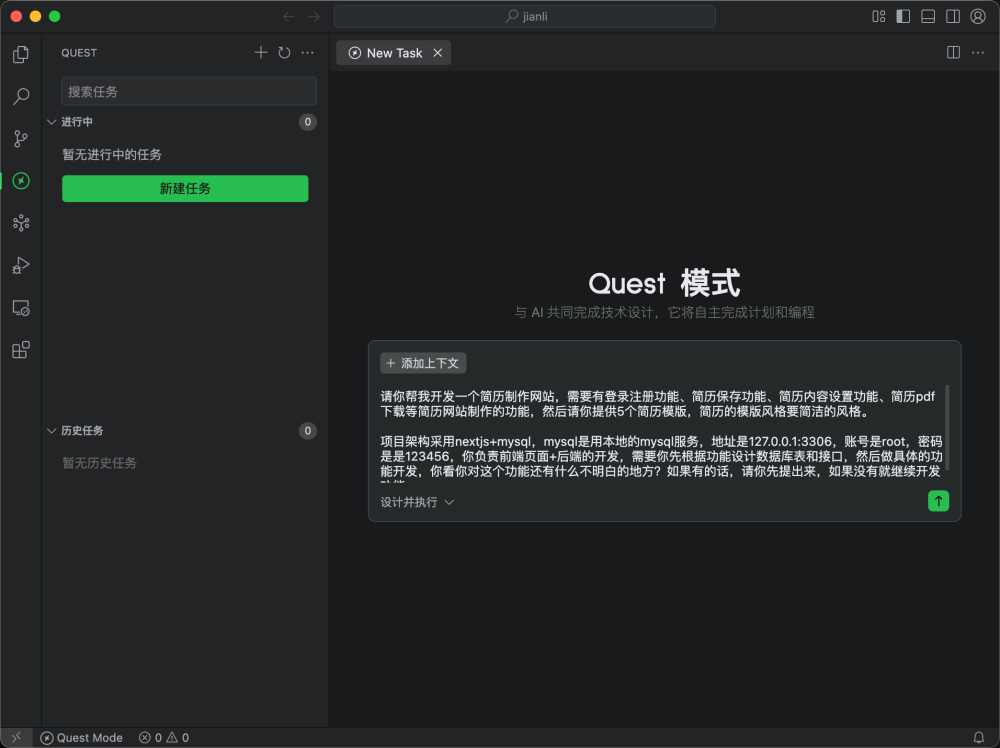 jianli
QUEST
New Task
搜索任务
进行中 0
暂无进行中的任务
新建任务
Quest 模式
与 AI 共同完成技术设计，它将自主完成计划和编程
添加上下文
请你帮我开发一个简历制作网站，需要有登录注册功能、简历保存功能、简历内容设置功能、简历pdf
下载等简历网站制作的功能，然后请你提供5个简历模版，简历的模版风格要简洁的风格。
项目架构采用nextjs+mysql，mysql是用本地的mysql服务，地址是127.0.0.1:3306，账号是root，密码
是是123456，你负责前端页面+后端的开发，需要你先根据功能设计数据库表和接口，然后做具体的功
能开发，你看你对这个功能还有什么不明白的地方？如果有的话，请你先提出来，如果没有就继续开发
设计并执行
历史任务 0
暂无历史任务
Quest Mode 0 0